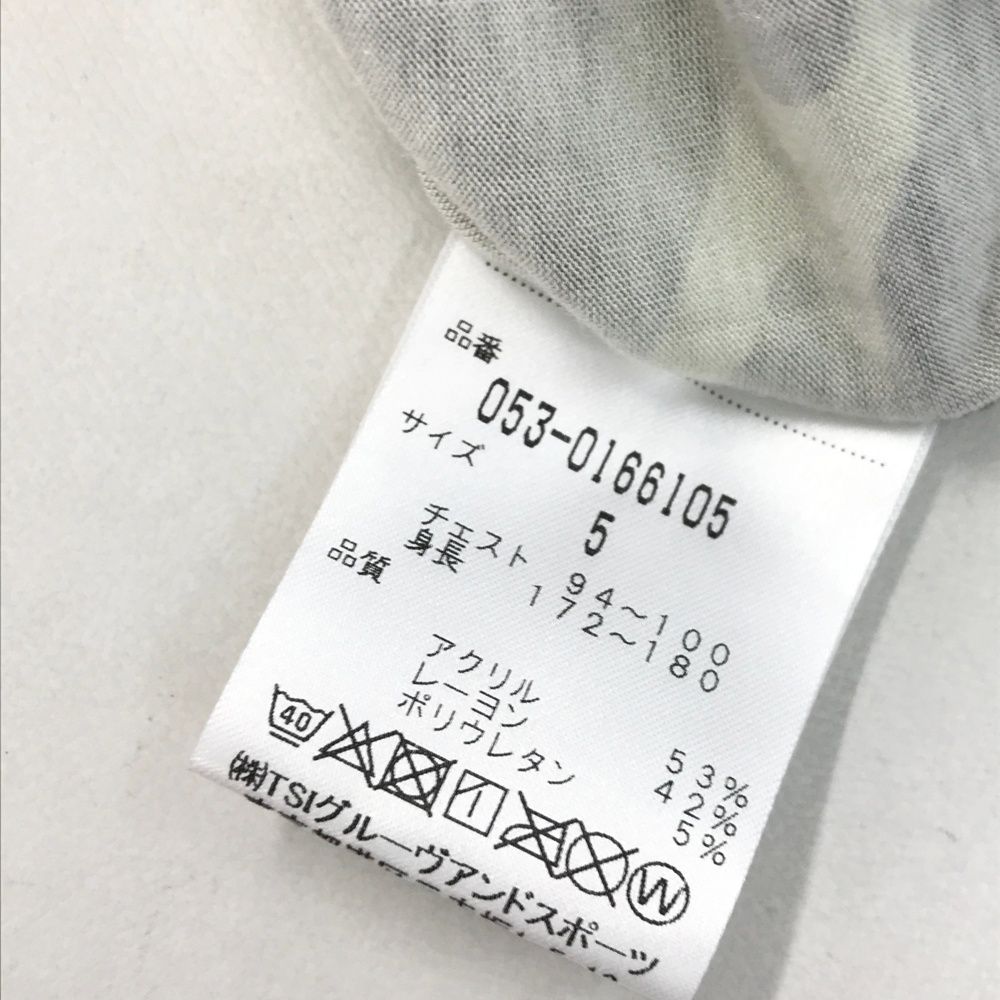 品番
053-0166105
サイズ
5
チェスト 94～100
身長 172～180
品質
アクリル 53%
レーヨン 42%
ポリウレタン 5%
40
W
(株)TSIグルーヴアンドスポーツ